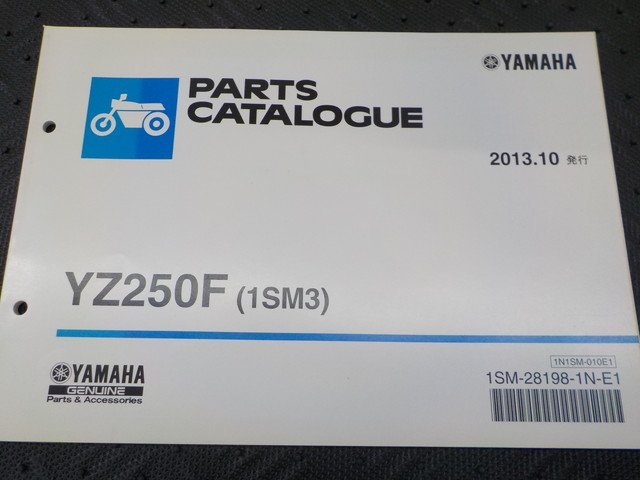 YAMAHA
PARTS
CATALOGUE
2013.10 発行
YZ250F (1SM3)
YAMAHA
GENUINE
Parts & Accessories
1N1SM-010E1
1SM-28198-1N-E1